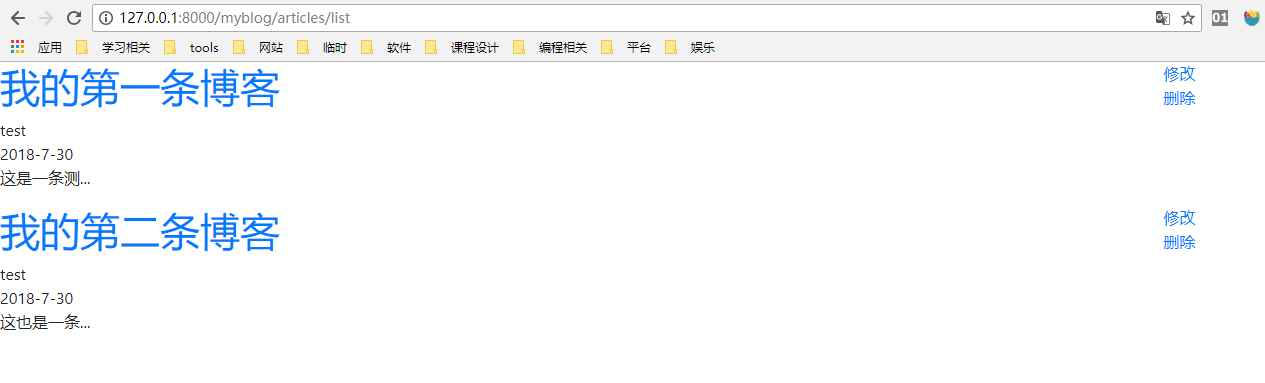 127.0.0.1:8000/myblog/articles/list
01
应用 学习相关 tools 网站 临时 软件 课程设计 编程相关 平台 娱乐
我的第一条博客
修改
删除
test
2018-7-30
这是一条测...
我的第二条博客
修改
删除
test
2018-7-30
这也是一条...